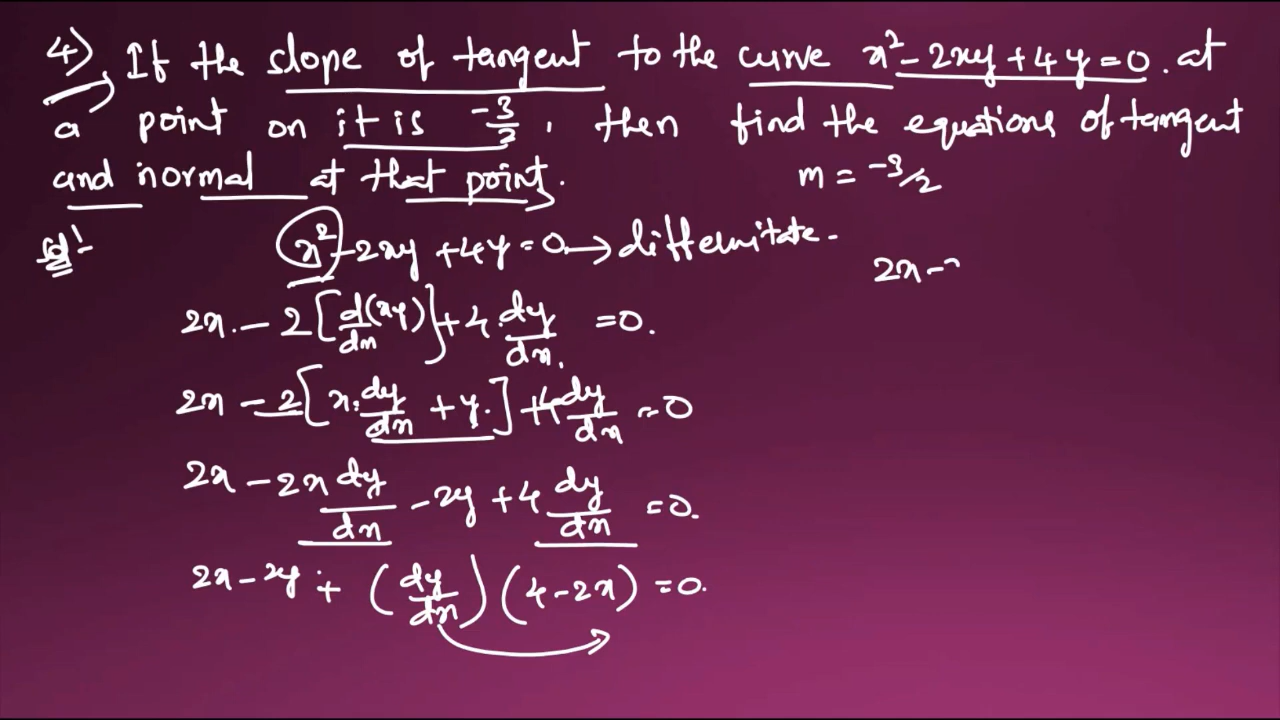 4) If the slope of tangent to the curve x² - 2xy + 4y = 0. at
a point on it is -3/2, then find the equations of tangent
and normal at that point.
m = -3/2
Sol:-
x² - 2xy + 4y = 0 → differnitate.
2x -
2x - 2[d(xy)/dx] + 4. dy/dx = 0.
2x - 2[x. dy/dx + y.] + 4 dy/dx = 0
2x - 2x dy/dx - 2y + 4 dy/dx = 0.
2x - 2y + (dy/dx)(4 - 2x) = 0.